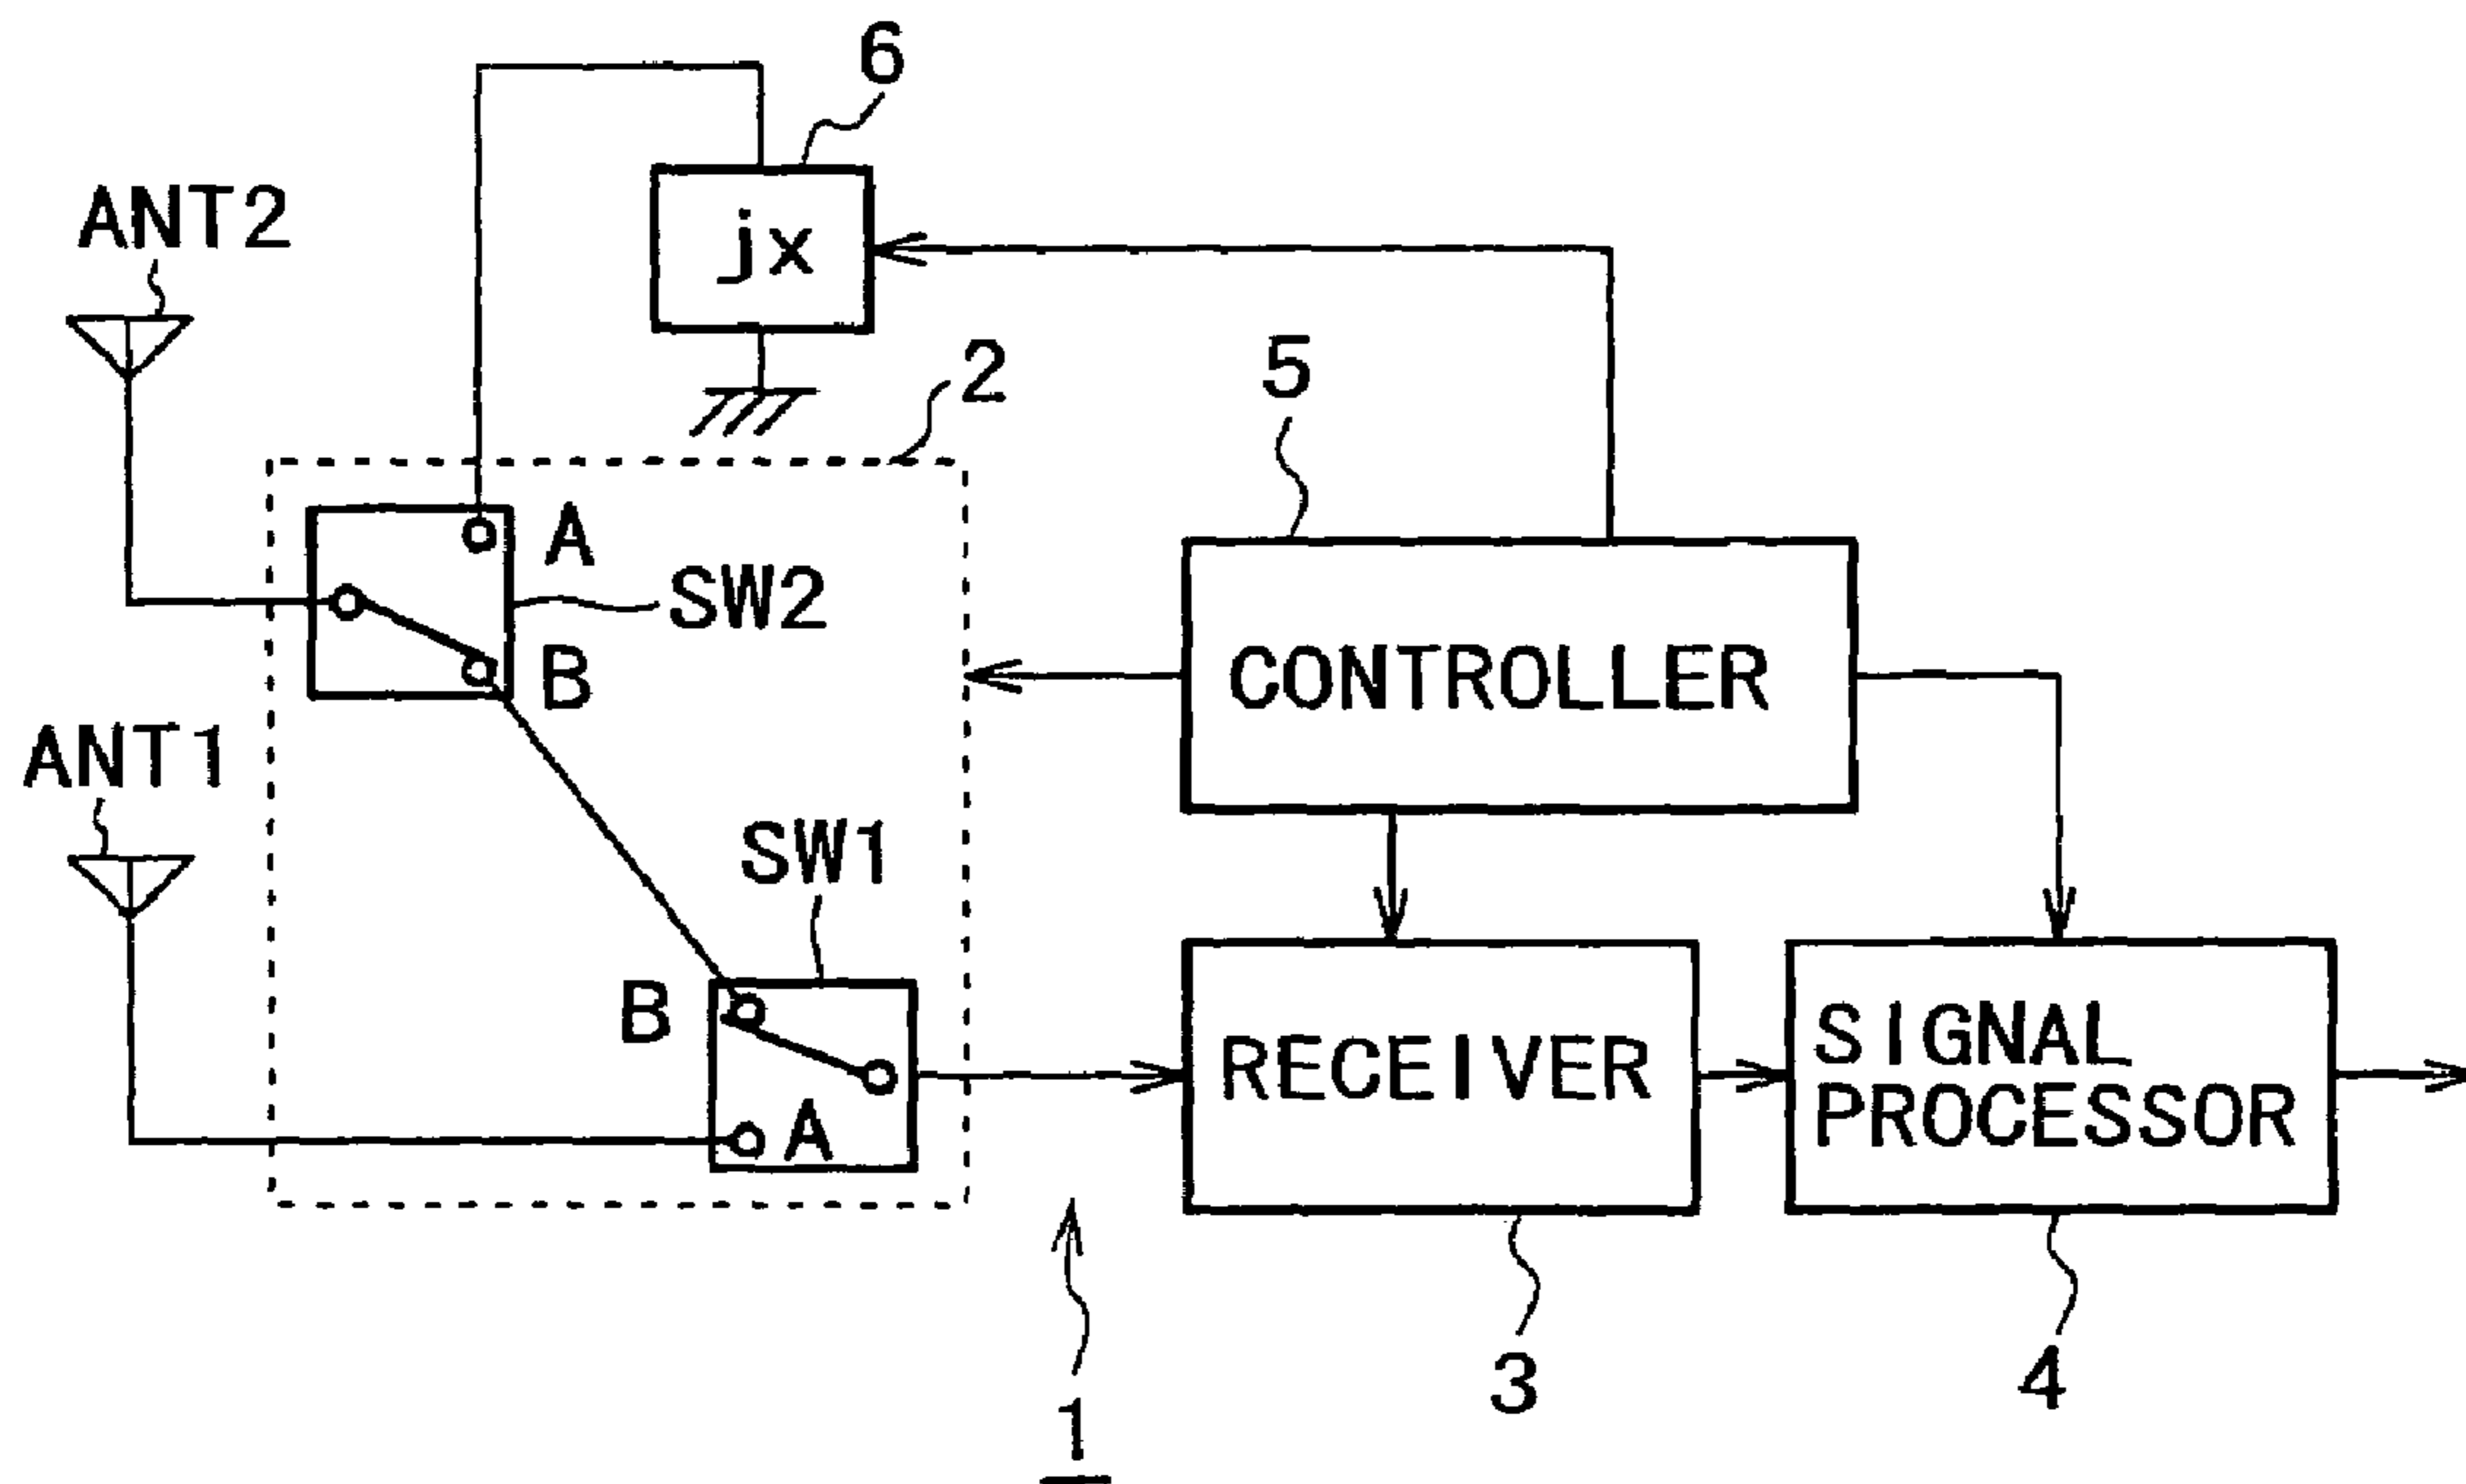 6
ANT2
jx
2
5
A
SW2
B
CONTROLLER
ANT1
SW1
B
A
RECEIVER
SIGNAL
PROCESSOR
3
4
1